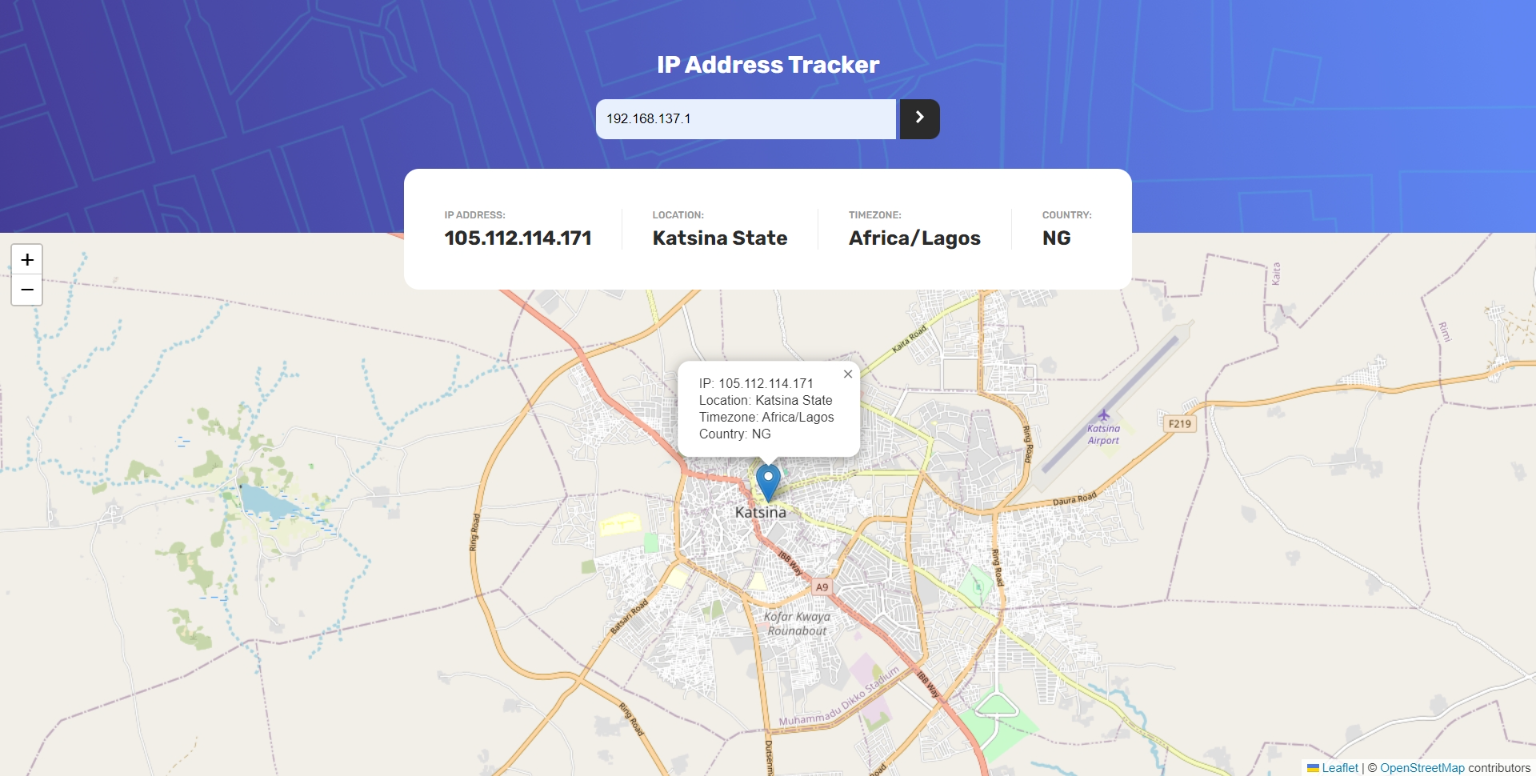 IP Address Tracker
192.168.137.1
IP ADDRESS:
105.112.114.171
LOCATION:
Katsina State
TIMEZONE:
Africa/Lagos
COUNTRY:
NG
+
−
Kaita
Rimi
Kaita Road
IP: 105.112.114.171
Location: Katsina State
Timezone: Africa/Lagos
Country: NG
×
Katsina
Airport
F219
Ring Road
Daura Road
Katsina
Ring Road
IBB Way
Ring Road
A9
Batsari Road
Kofar Kwaya
Roundabout
IBB Way
Muhammadu Dikko Stadium
Ring Road
Leaflet | © OpenStreetMap contributors